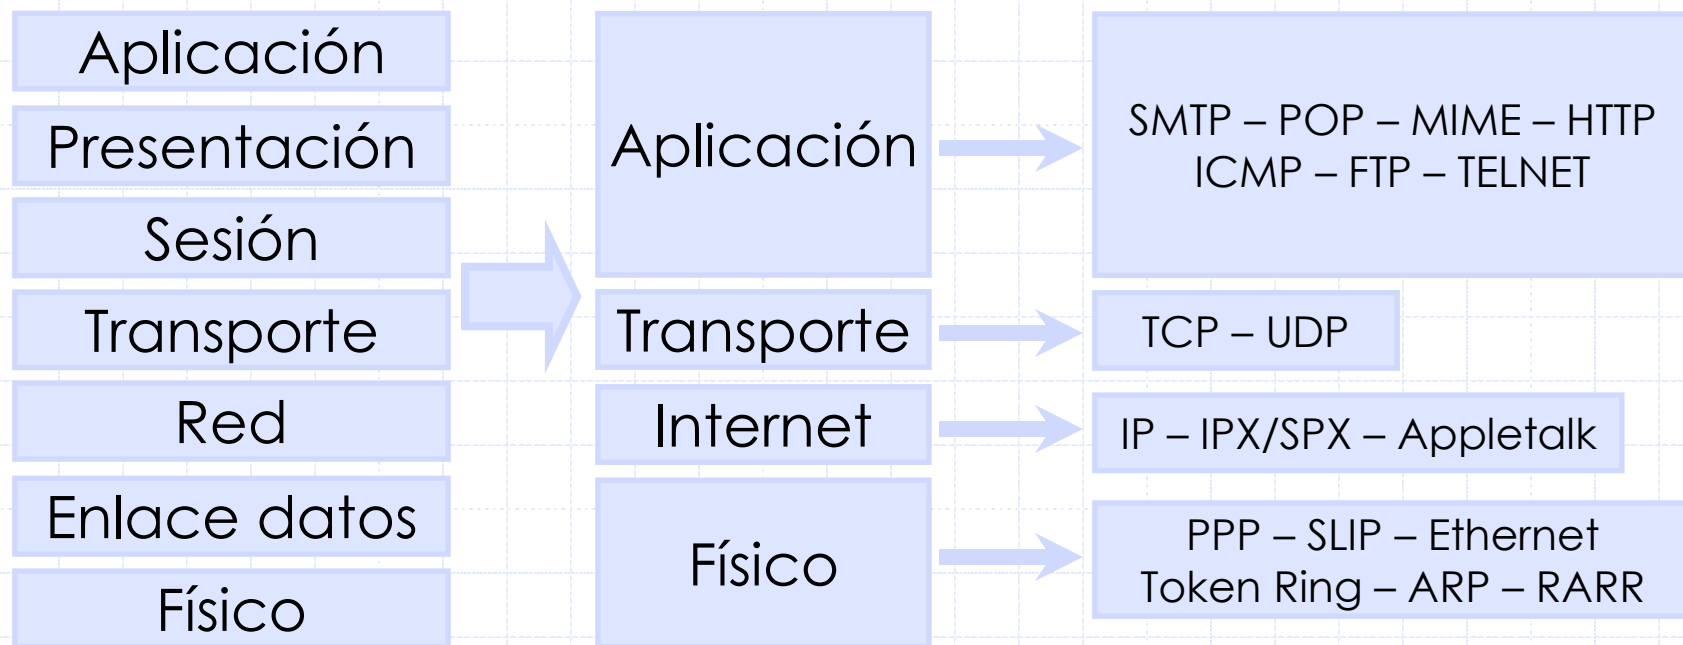 Aplicación
Presentación
Sesión
Transporte
Red
Enlace datos
Físico
Aplicación
Transporte
Internet
Físico
SMTP – POP – MIME – HTTP
ICMP – FTP – TELNET
TCP – UDP
IP – IPX/SPX – Appletalk
PPP – SLIP – Ethernet
Token Ring – ARP – RARR